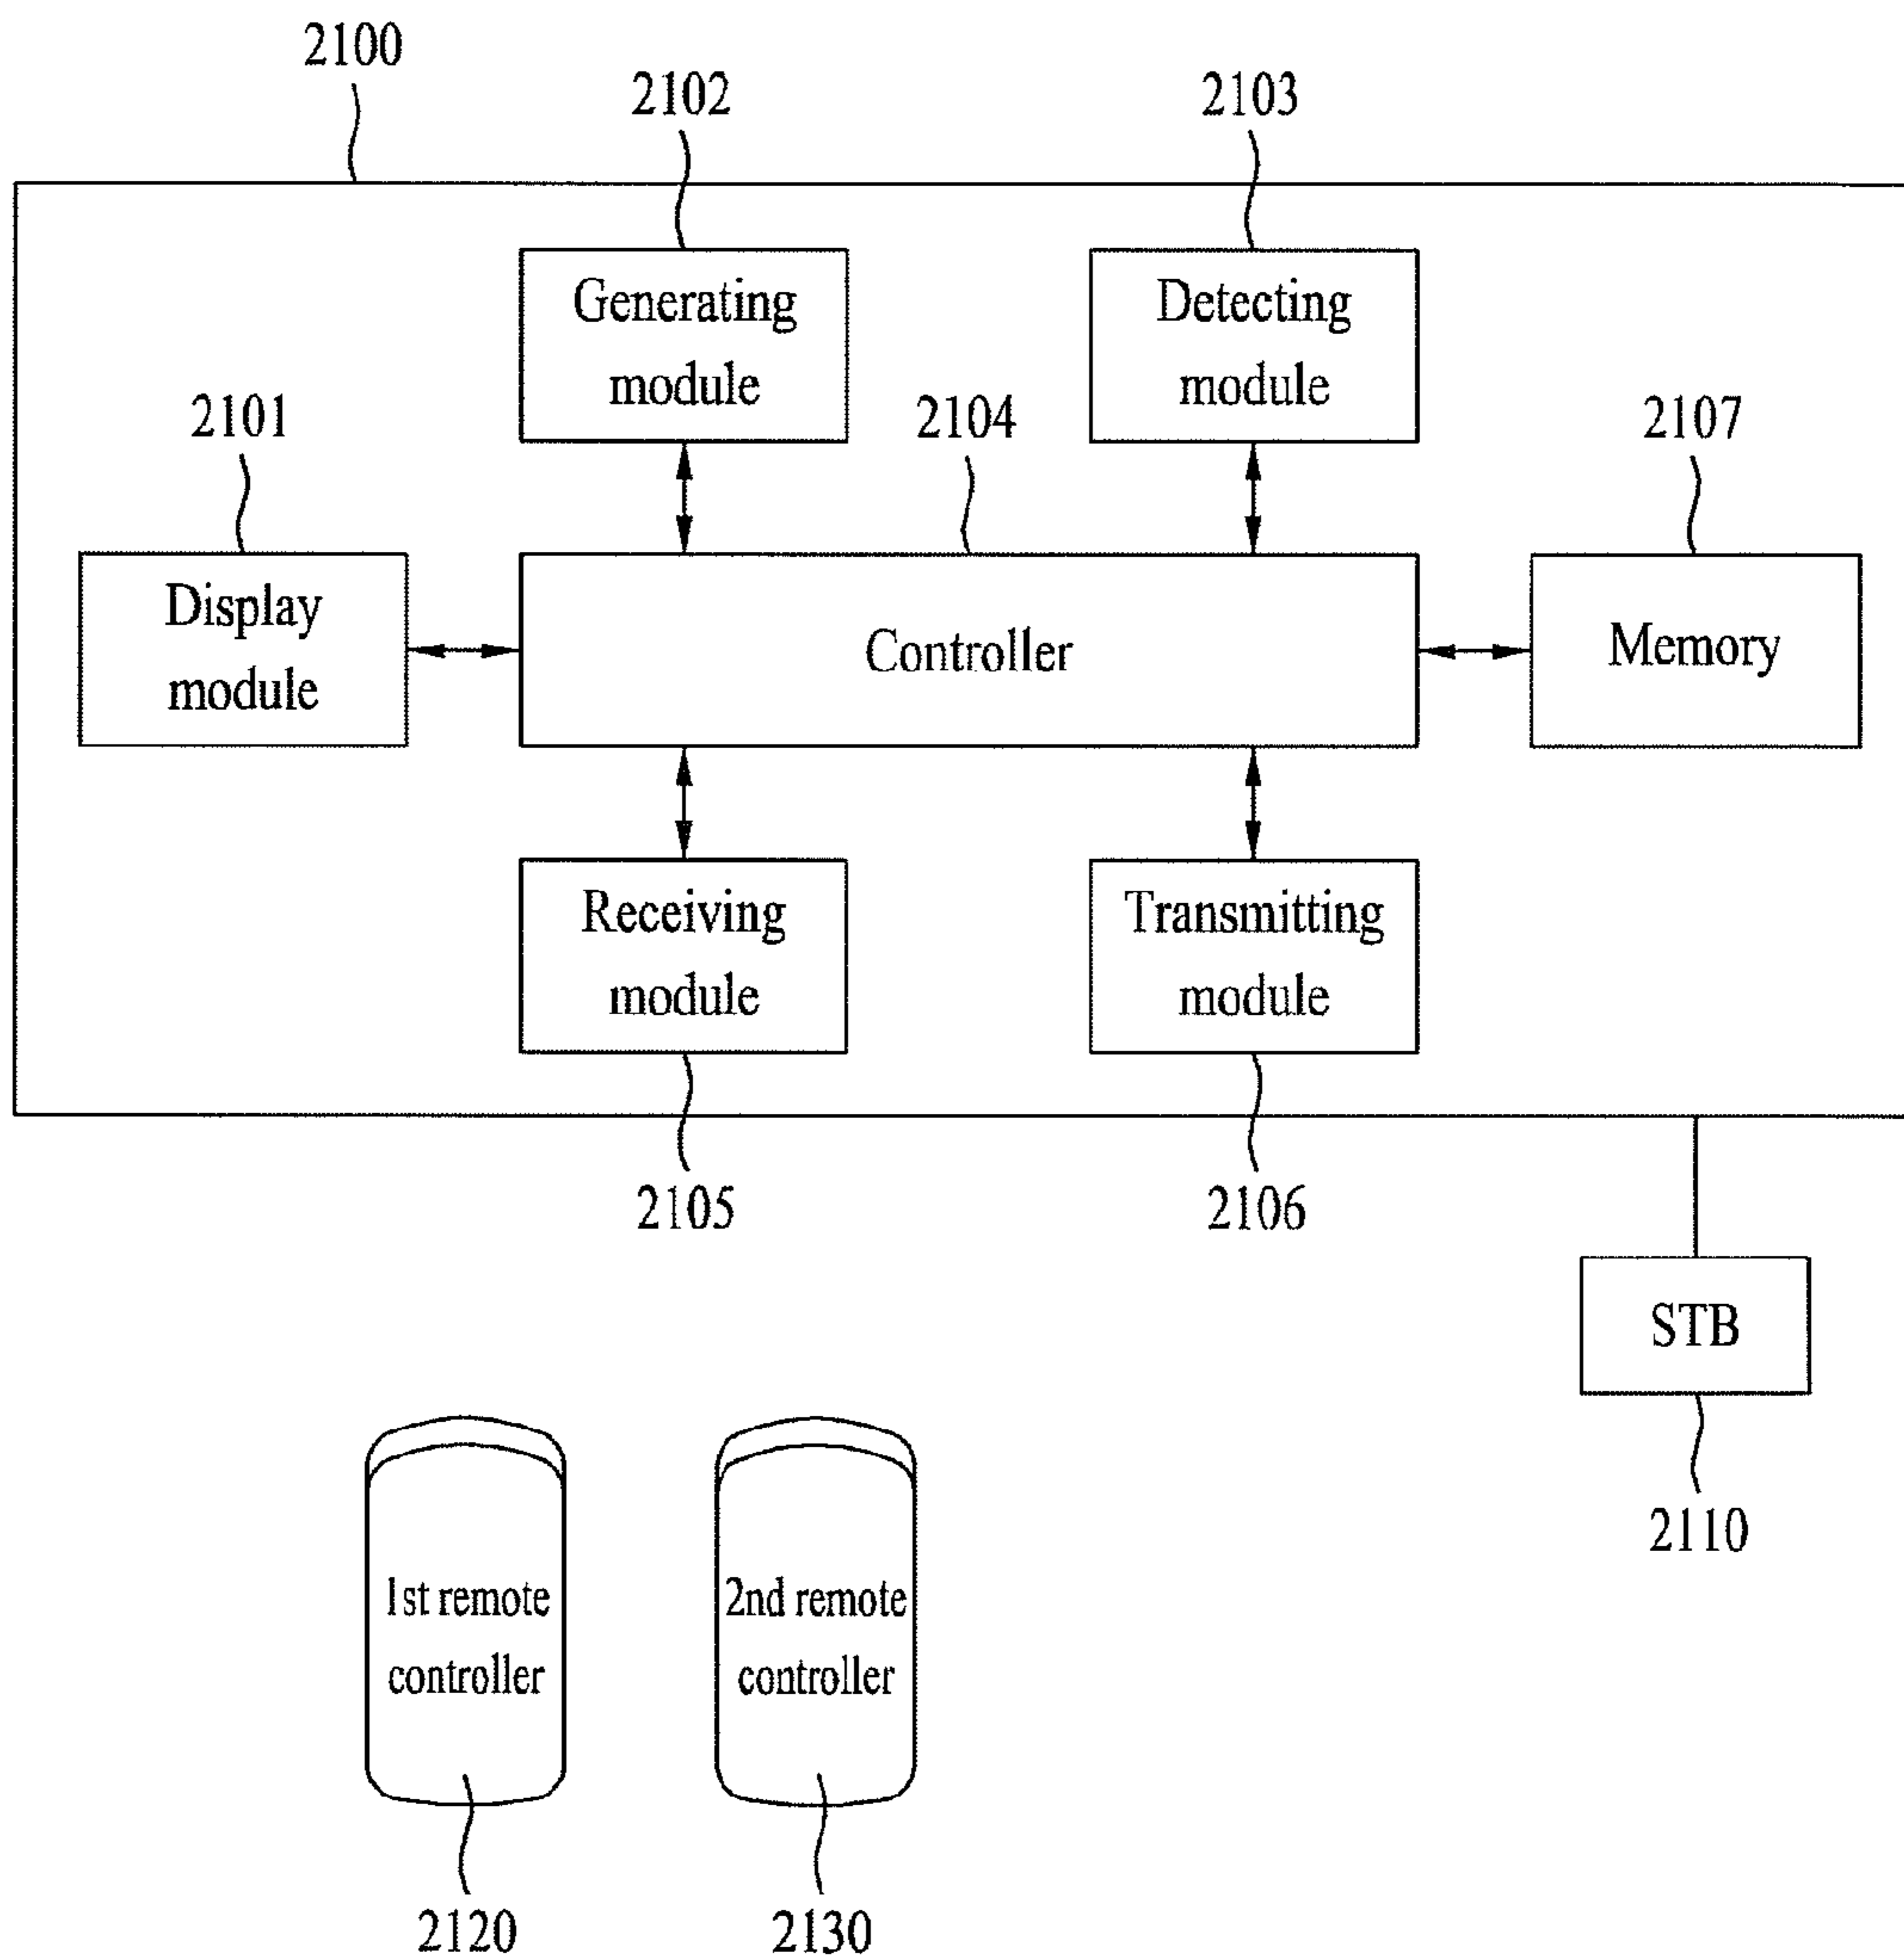 2100
2102
2103
Generating
module
Detecting
module
2101
2104
2107
Display
module
Controller
Memory
Receiving
module
Transmitting
module
2105
2106
STB
2110
1st remote
controller
2nd remote
controller
2120
2130